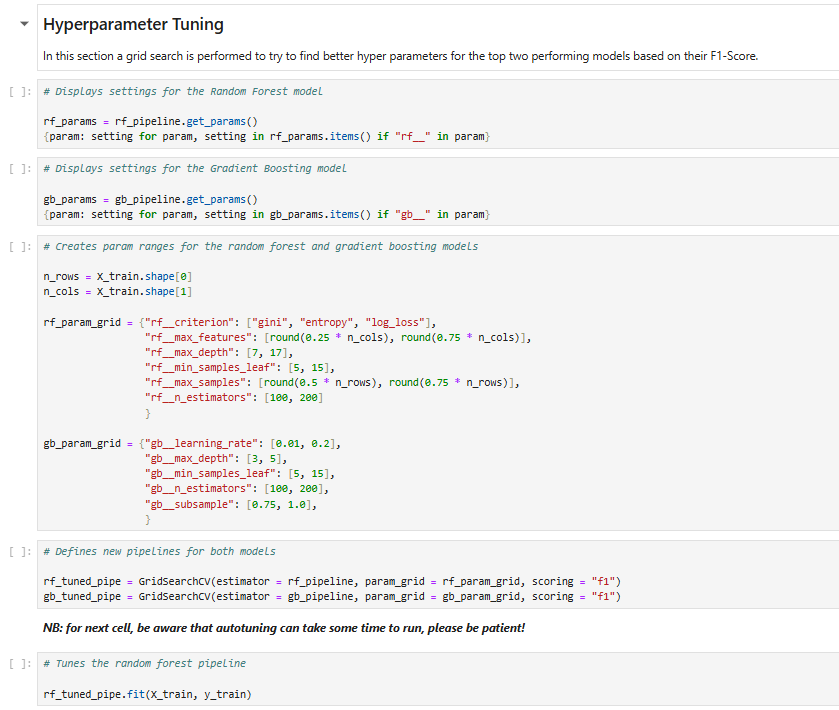 Hyperparameter Tuning
In this section a grid search is performed to try to find better hyper parameters for the top two performing models based on their F1-Score.
[ ]: # Displays settings for the Random Forest model
rf_params = rf_pipeline.get_params()
{param: setting for param, setting in rf_params.items() if "rf__" in param}
[ ]: # Displays settings for the Gradient Boosting model
gb_params = gb_pipeline.get_params()
{param: setting for param, setting in gb_params.items() if "gb__" in param}
[ ]: # Creates param ranges for the random forest and gradient boosting models
n_rows = X_train.shape[0]
n_cols = X_train.shape[1]
rf_param_grid = {"rf__criterion": ["gini", "entropy", "log_loss"],
"rf__max_features": [round(0.25 * n_cols), round(0.75 * n_cols)],
"rf__max_depth": [7, 17],
"rf__min_samples_leaf": [5, 15],
"rf__max_samples": [round(0.5 * n_rows), round(0.75 * n_rows)],
"rf__n_estimators": [100, 200]
}
gb_param_grid = {"gb__learning_rate": [0.01, 0.2],
"gb__max_depth": [3, 5],
"gb__min_samples_leaf": [5, 15],
"gb__n_estimators": [100, 200],
"gb__subsample": [0.75, 1.0],
}
[ ]: # Defines new pipelines for both models
rf_tuned_pipe = GridSearchCV(estimator = rf_pipeline, param_grid = rf_param_grid, scoring = "f1")
gb_tuned_pipe = GridSearchCV(estimator = gb_pipeline, param_grid = gb_param_grid, scoring = "f1")
NB: for next cell, be aware that autotuning can take some time to run, please be patient!
[ ]: # Tunes the random forest pipeline
rf_tuned_pipe.fit(X_train, y_train)